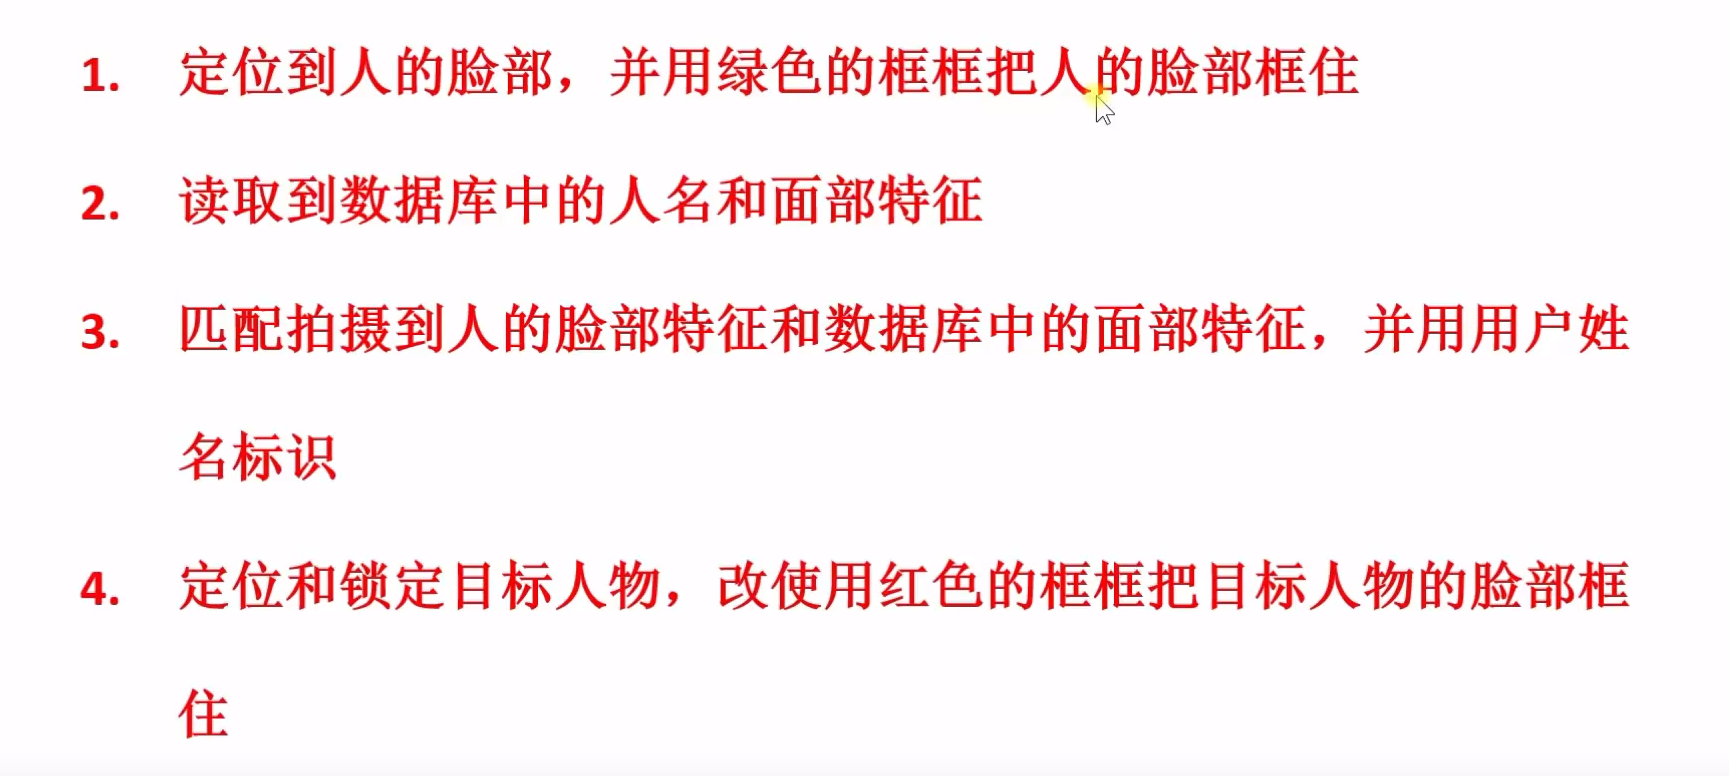 1. 定位到人的脸部，并用绿色的框框把人的脸部框住
2. 读取到数据库中的人名和面部特征
3. 匹配拍摄到人的脸部特征和数据库中的面部特征，并用用户姓
名标识
4. 定位和锁定目标人物，改使用红色的框框把目标人物的脸部框
住